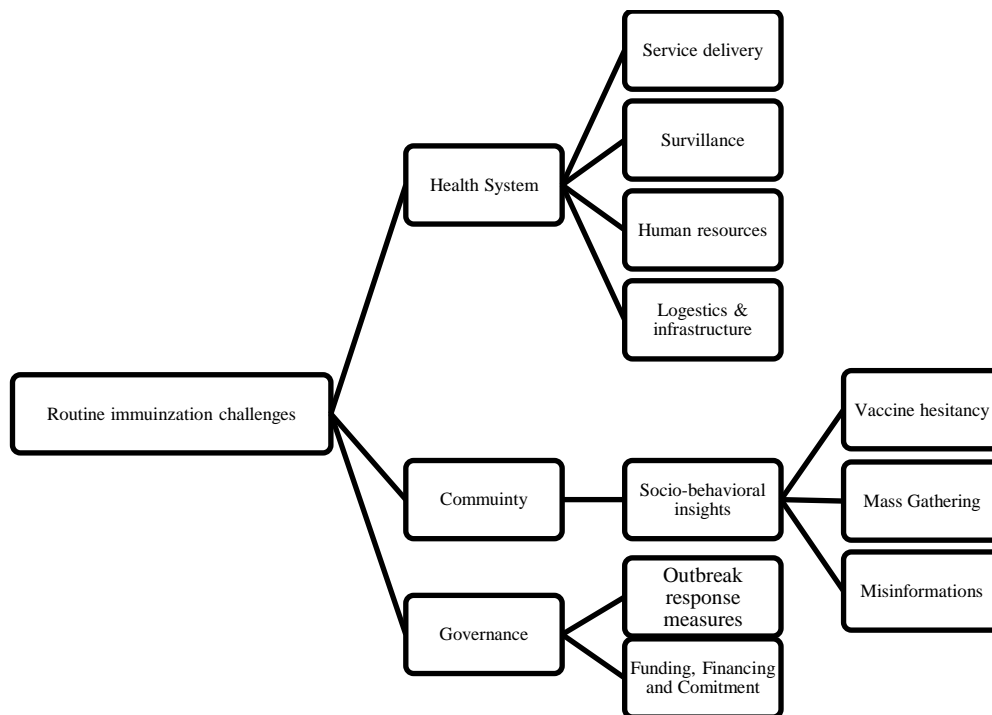 Service delivery
Survillance
Health System
Human resources
Logestics &
infrastructure
Routine immuinzation challenges
Vaccine hesitancy
Commuinty
Socio-behavioral
insights
Mass Gathering
Misinformations
Governance
Outbreak
response
measures
Funding, Financing
and Comitment